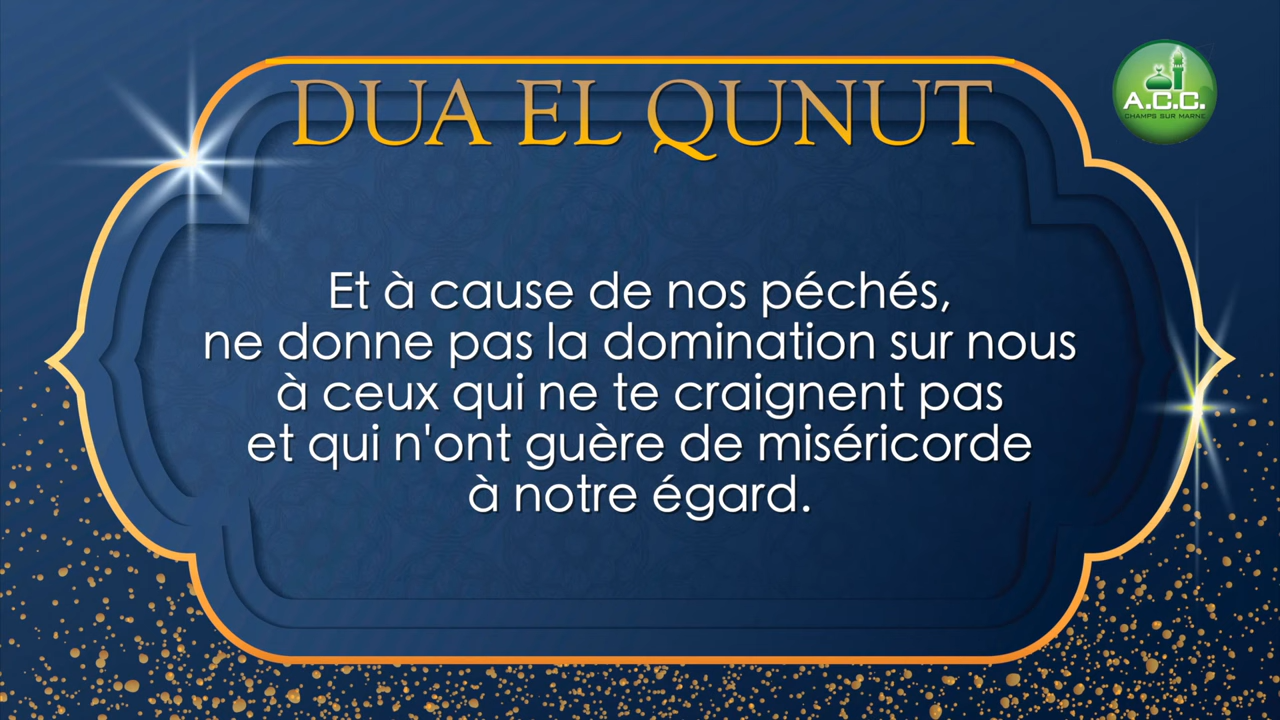 DUA EL QUNUT
A.C.C.
CHAMPS SUR MARNE
Et à cause de nos péchés,
ne donne pas la domination sur nous
à ceux qui ne te craignent pas
et qui n'ont guère de miséricorde
à notre égard.